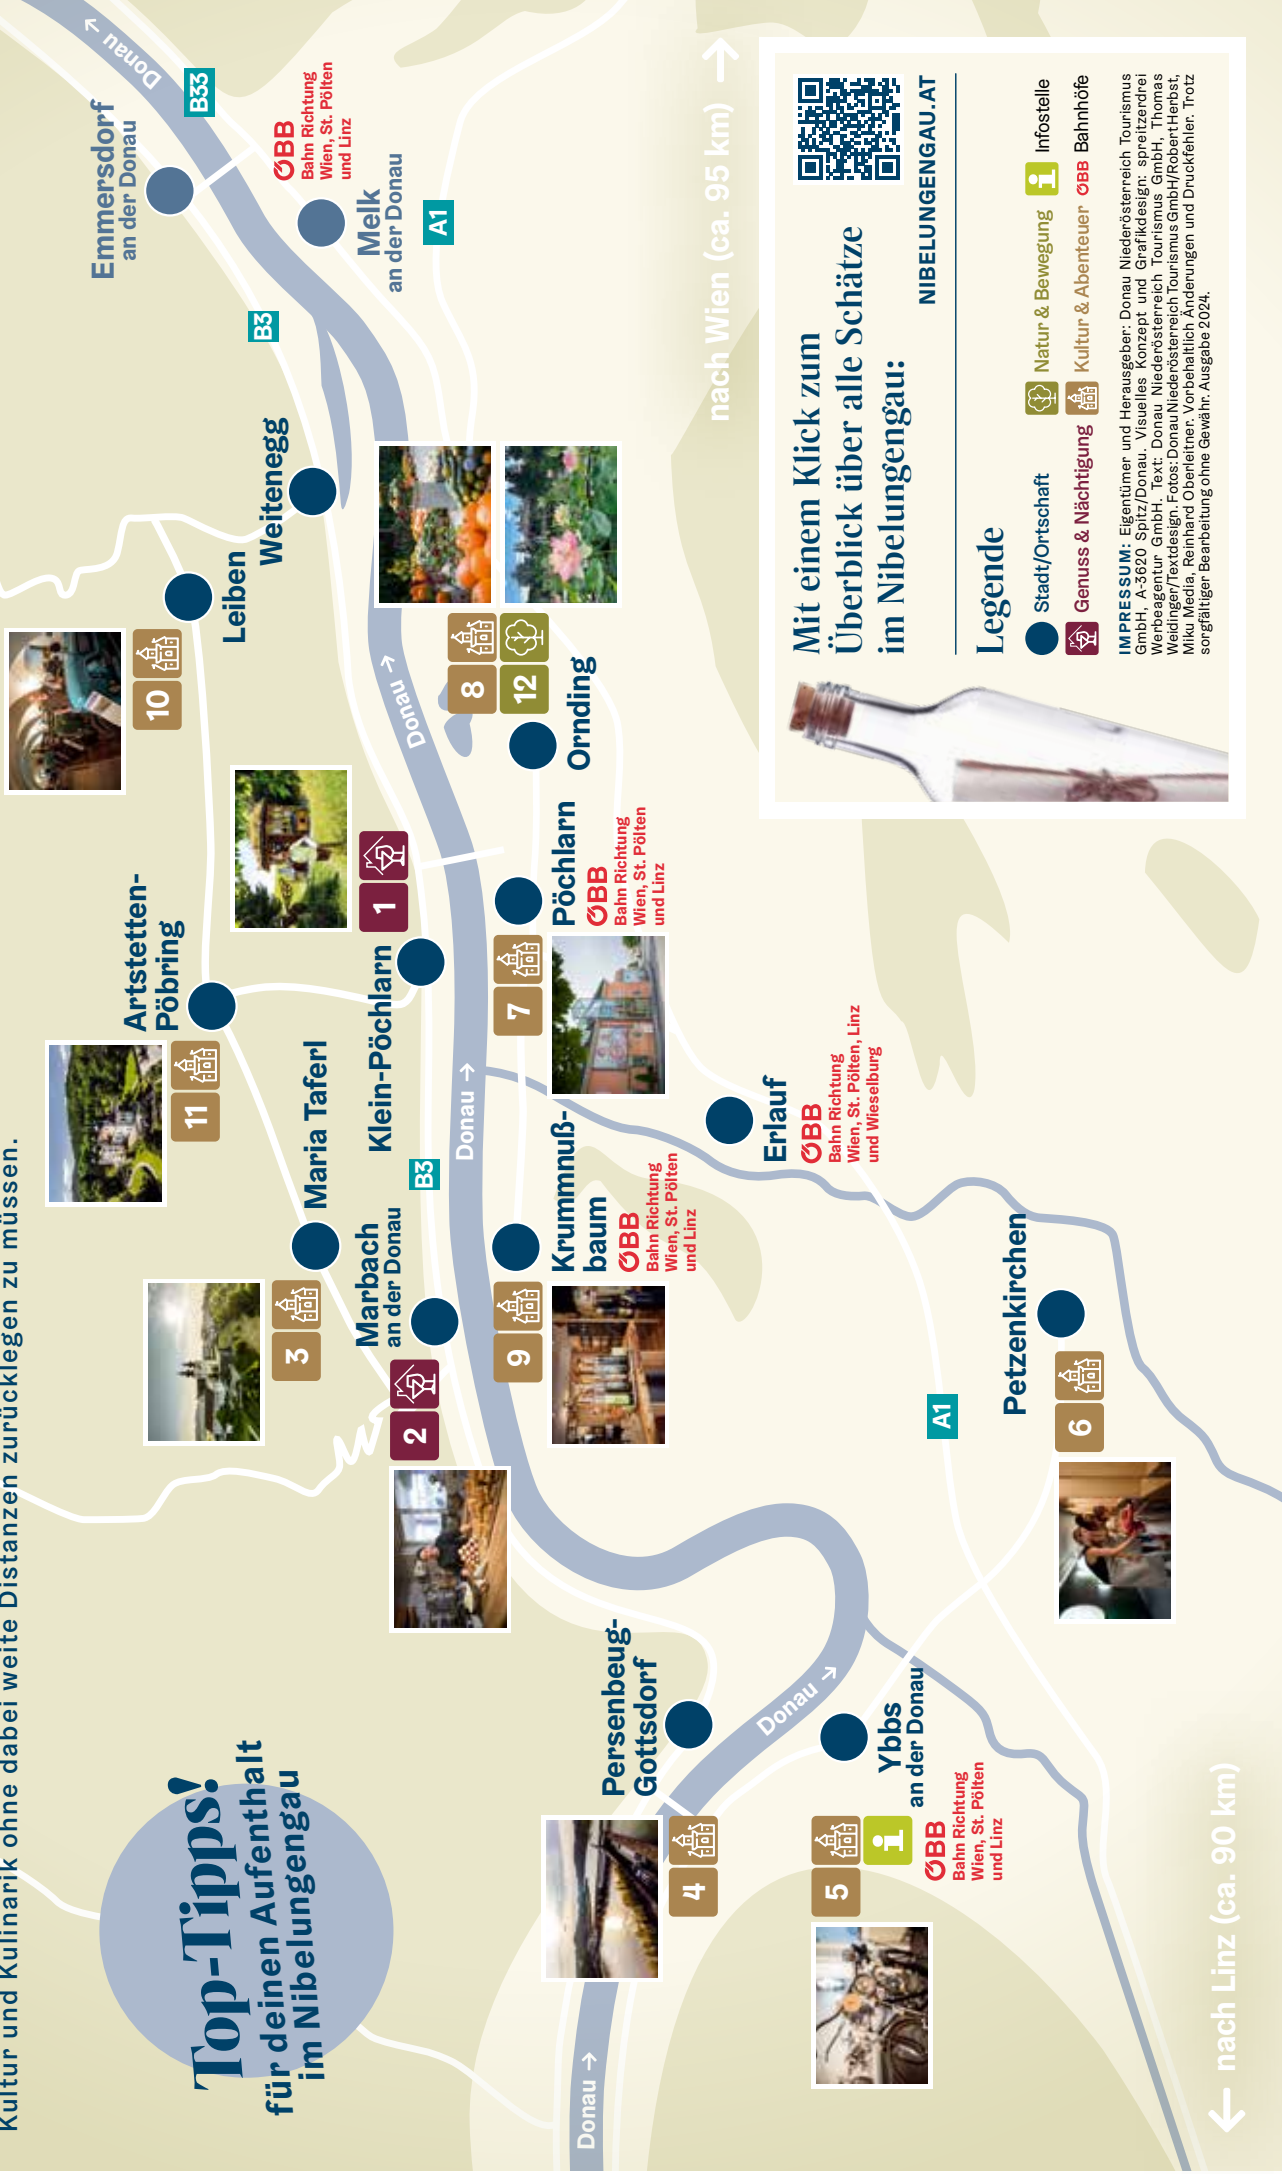 Kultur und Kulinarik ohne dabei weite Distanzen zurücklegen zu müssen.
Top-Tipps!
für deinen Aufenthalt
im Nibelungengau
10
Leiben
Weitenegg
B3
Emmersdorf
an der Donau
Donau →
B33
ÖBB
Bahn Richtung
Wien, St. Pölten
und Linz
Melk
an der Donau
A1
11
Artstetten-
Pöbring
3
Maria Taferl
1
Klein-Pöchlarn
2
Marbach
an der Donau
B3
Donau →
Donau →
8
12
Ornding
7
Pöchlarn
ÖBB
Bahn Richtung
Wien, St. Pölten
und Linz
9
Krummnuß-
baum
ÖBB
Bahn Richtung
Wien, St. Pölten
und Linz
Erlauf
ÖBB
Bahn Richtung
Wien, St. Pölten, Linz
und Wieselburg
Donau →
4
Persenbeug-
Gottsdorf
Donau →
5
Ybbs
an der Donau
ÖBB
Bahn Richtung
Wien, St. Pölten
und Linz
A1
6
Petzenkirchen
← nach Linz (ca. 90 km)
nach Wien (ca. 95 km) →
Mit einem Klick zum
Überblick über alle Schätze
im Nibelungengau:
NIBELUNGENGAU.AT
Legende
Stadt/Ortschaft
Natur & Bewegung
Infostelle
Genuss & Nächtigung
Kultur & Abenteuer
ÖBB Bahnhöfe
IMPRESSUM: Eigentümer und Herausgeber: Donau Niederösterreich Tourismus
GmbH, A-3620 Spitz/Donau. Visuelles Konzept und Grafikdesign: spreitzerdrei
Werbeagentur GmbH. Text: Donau Niederösterreich Tourismus GmbH, Thomas
Weidinger/Textdesign. Fotos: Donau Niederösterreich Tourismus GmbH/Robert Herbst,
Miku Media, Reinhard Oberleitner. Vorbehaltlich Änderungen und Druckfehler. Trotz
sorgfältiger Bearbeitung ohne Gewähr. Ausgabe 2024.